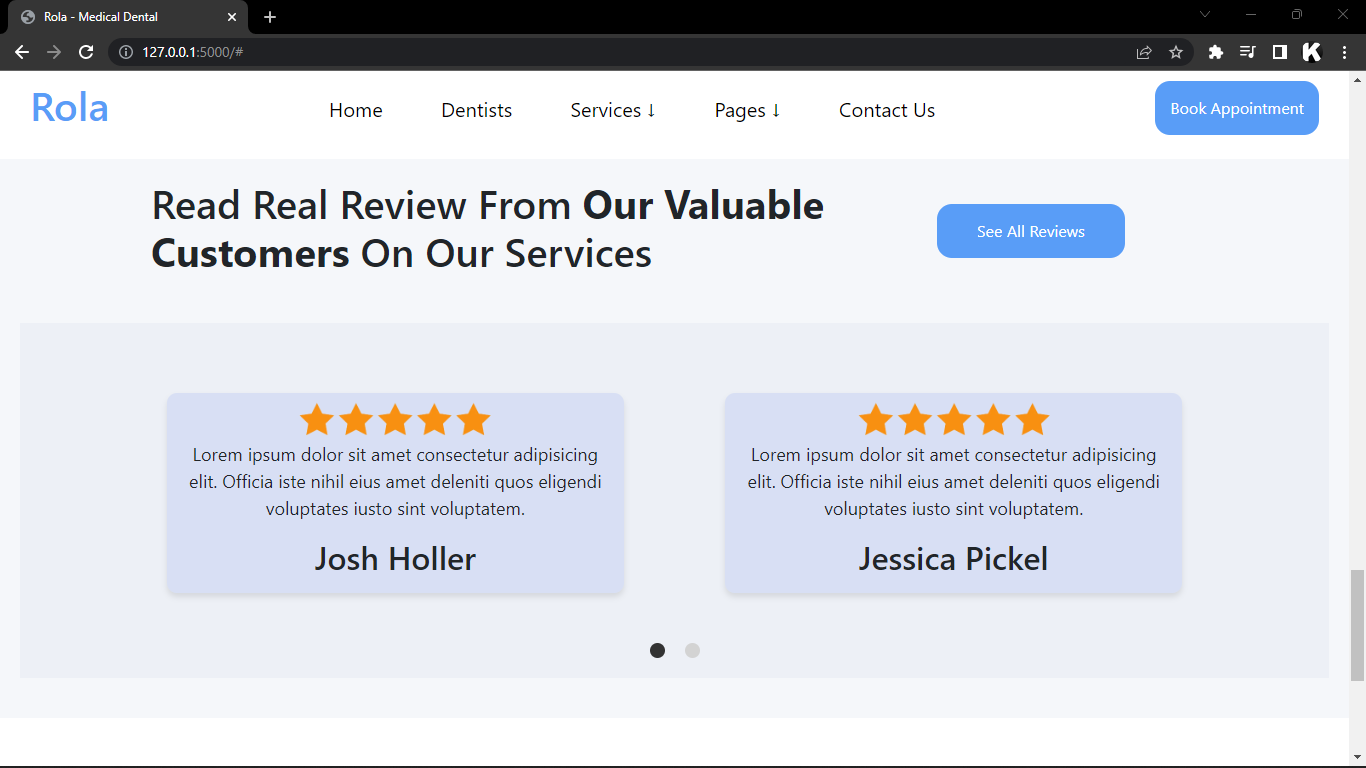 Rola - Medical Dental
127.0.0.1:5000/#
Rola
Home
Dentists
Services ↓
Pages ↓
Contact Us
Book Appointment
Read Real Review From Our Valuable
Customers On Our Services
See All Reviews
Lorem ipsum dolor sit amet consectetur adipisicing
elit. Officia iste nihil eius amet deleniti quos eligendi
voluptates iusto sint voluptatem.
Josh Holler
Lorem ipsum dolor sit amet consectetur adipisicing
elit. Officia iste nihil eius amet deleniti quos eligendi
voluptates iusto sint voluptatem.
Jessica Pickel